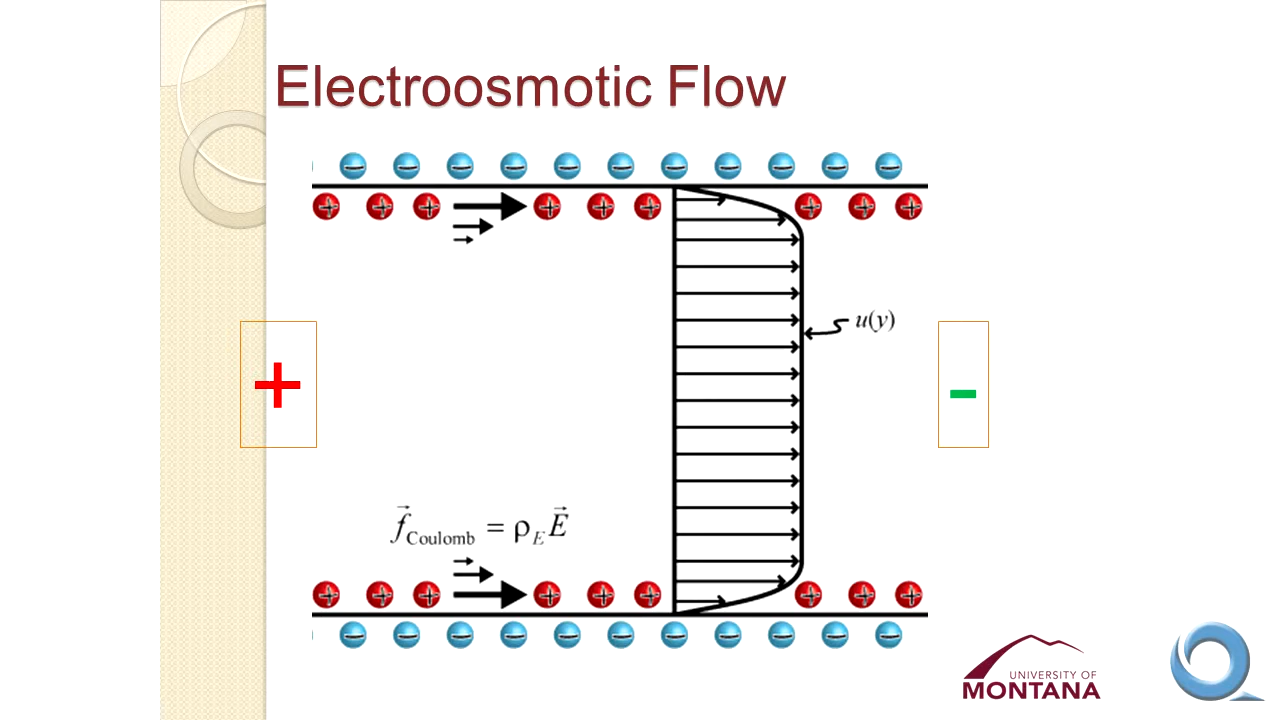 Electroosmotic Flow
u(y)
+
-
f⃗Coulomb = ρE E⃗
UNIVERSITY OF
MONTANA